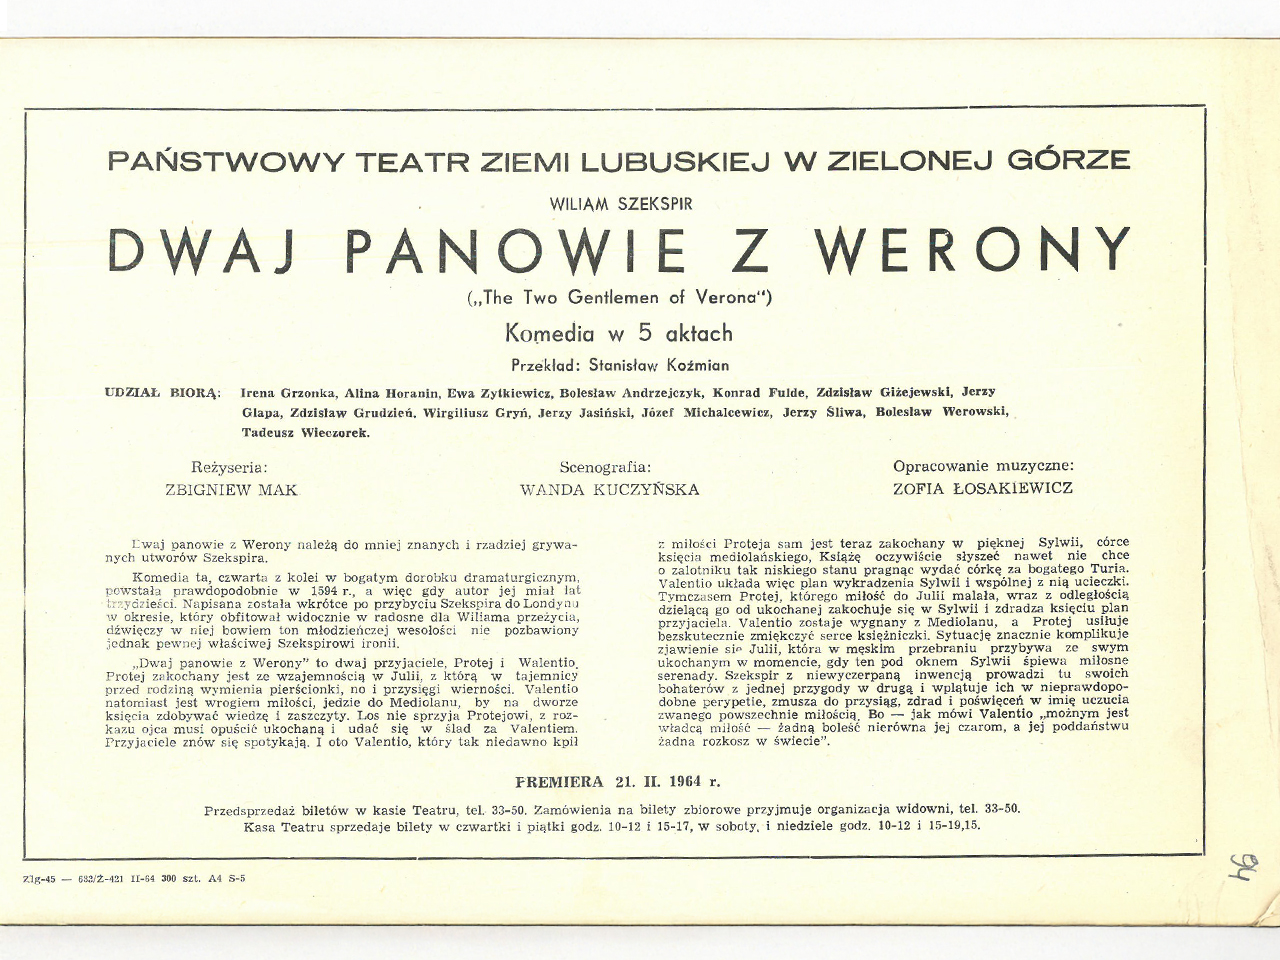 PAŃSTWOWY TEATR ZIEMI LUBUSKIEJ W ZIELONEJ GÓRZE
WILIAM SZEKSPIR
DWAJ PANOWIE Z WERONY
(„The Two Gentlemen of Verona")
Komedia w 5 aktach
Przekład: Stanisław Koźmian
UDZIAŁ BIORĄ: Irena Grzonka, Alina Horanin, Ewa Zytkiewicz, Bolesław Andrzejczyk, Konrad Fulde, Zdzisław Giżejewski, Jerzy
Glapa, Zdzisław Grudzień, Wirgiliusz Gryń, Jerzy Jasiński, Józef Michalcewicz, Jerzy Śliwa, Bolesław Werowski,
Tadeusz Wieczorek.
Reżyseria:
ZBIGNIEW MAK
Scenografia:
WANDA KUCZYŃSKA
Opracowanie muzyczne:
ZOFIA ŁOSAKIEWICZ
Dwaj panowie z Werony należą do mniej znanych i rzadziej grywa-
nych utworów Szekspira.
Komedia ta, czwarta z kolei w bogatym dorobku dramaturgicznym,
powstała prawdopodobnie w 1594 r., a więc gdy autor jej miał lat
trzydzieści. Napisana została wkrótce po przybyciu Szekspira do Londynu
w okresie, który obfitował widocznie w radosne dla Wiliama przeżycia,
dźwięczy w niej bowiem ton młodzieńczej wesołości nie pozbawiony
jednak pewnej właściwej Szekspirowi ironii.
„Dwaj panowie z Werony" to dwaj przyjaciele, Protej i Walentio.
Protej zakochany jest ze wzajemnością w Julii, z którą w tajemnicy
przed rodziną wymienia pierścionki, no i przysięgi wierności. Valentio
natomiast jest wrogiem miłości, jedzie do Mediolanu, by na dworze
księcia zdobywać wiedzę i zaszczyty. Los nie sprzyja Protejowi, z roz-
kazu ojca musi opuścić ukochaną i udać się w ślad za Valentiem.
Przyjaciele znów się spotykają. I oto Valentio, który tak niedawno kpił
z miłości Proteja sam jest teraz zakochany w pięknej Sylwii, córce
księcia mediolańskiego, Książę oczywiście słyszeć nawet nie chce
o zalotniku tak niskiego stanu pragnąc wydać córkę za bogatego Turia.
Valentio układa więc plan wykradzenia Sylwii i wspólnej z nią ucieczki.
Tymczasem Protej, którego miłość do Julii malała, wraz z odległością
dzielącą go od ukochanej zakochuje się w Sylwii i zdradza księciu plan
przyjaciela. Valentio zostaje wygnany z Mediolanu, a Protej usiłuje
bezskutecznie zmiękczyć serce księżniczki. Sytuację znacznie komplikuje
zjawienie się Julii, która w męskim przebraniu przybywa ze swym
ukochanym w momencie, gdy ten pod oknem Sylwii śpiewa miłosne
serenady. Szekspir z niewyczerpaną inwencją prowadzi tu swoich
bohaterów z jednej przygody w drugą i wplątuje ich w nieprawdopo-
dobne perypetie, zmusza do przysiąg, zdrad i poświęceń w imię uczucia
zwanego powszechnie miłością. Bo — jak mówi Valentio „możnym jest
władcą miłość — żadną boleść nierówna jej czarom, a jej poddaństwu
żadna rozkosz w świecie".
PREMIERA 21. II. 1964 r.
Przedsprzedaż biletów w kasie Teatru, tel. 33-50. Zamówienia na bilety zbiorowe przyjmuje organizacja widowni, tel. 33-50.
Kasa Teatru sprzedaje bilety w czwartki i piątki godz. 10-12 i 15-17, w soboty, i niedziele godz. 10-12 i 15-19,15.
Zlg-45 — 632/Ż-421 II-64 300 szt. A4 S-5
94